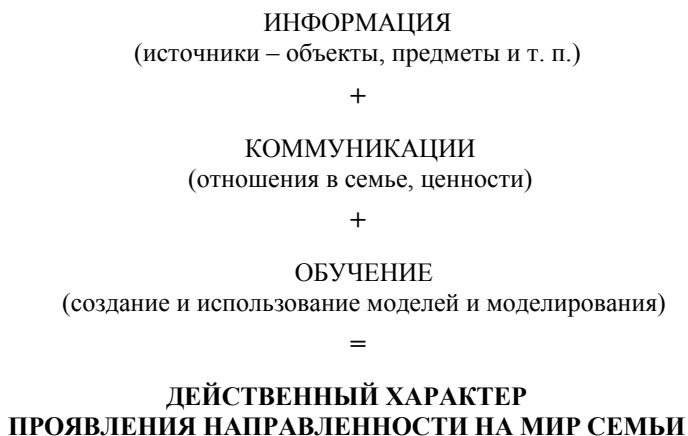 ИНФОРМАЦИЯ
(источники – объекты, предметы и т. п.)
+
КОММУНИКАЦИИ
(отношения в семье, ценности)
+
ОБУЧЕНИЕ
(создание и использование моделей и моделирования)
=
ДЕЙСТВЕННЫЙ ХАРАКТЕР
ПРОЯВЛЕНИЯ НАПРАВЛЕННОСТИ НА МИР СЕМЬИ